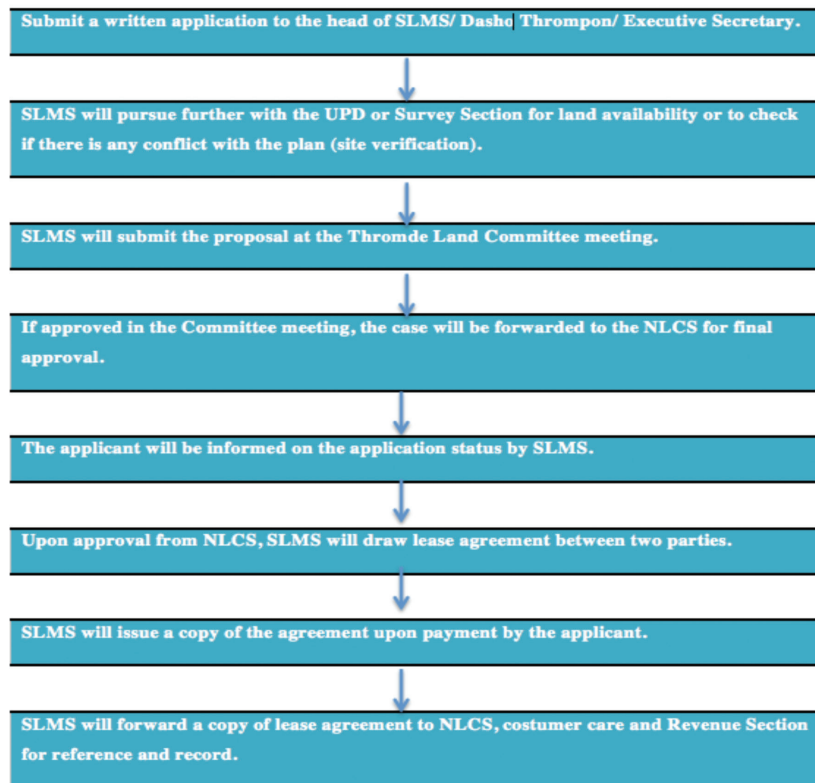 Submit a written application to the head of SLMS/ Dasho Thrompon/ Executive Secretary.
SLMS will pursue further with the UPD or Survey Section for land availability or to check
if there is any conflict with the plan (site verification).
SLMS will submit the proposal at the Thromde Land Committee meeting.
If approved in the Committee meeting, the case will be forwarded to the NLCS for final
approval.
The applicant will be informed on the application status by SLMS.
Upon approval from NLCS, SLMS will draw lease agreement between two parties.
SLMS will issue a copy of the agreement upon payment by the applicant.
SLMS will forward a copy of lease agreement to NLCS, costumer care and Revenue Section
for reference and record.